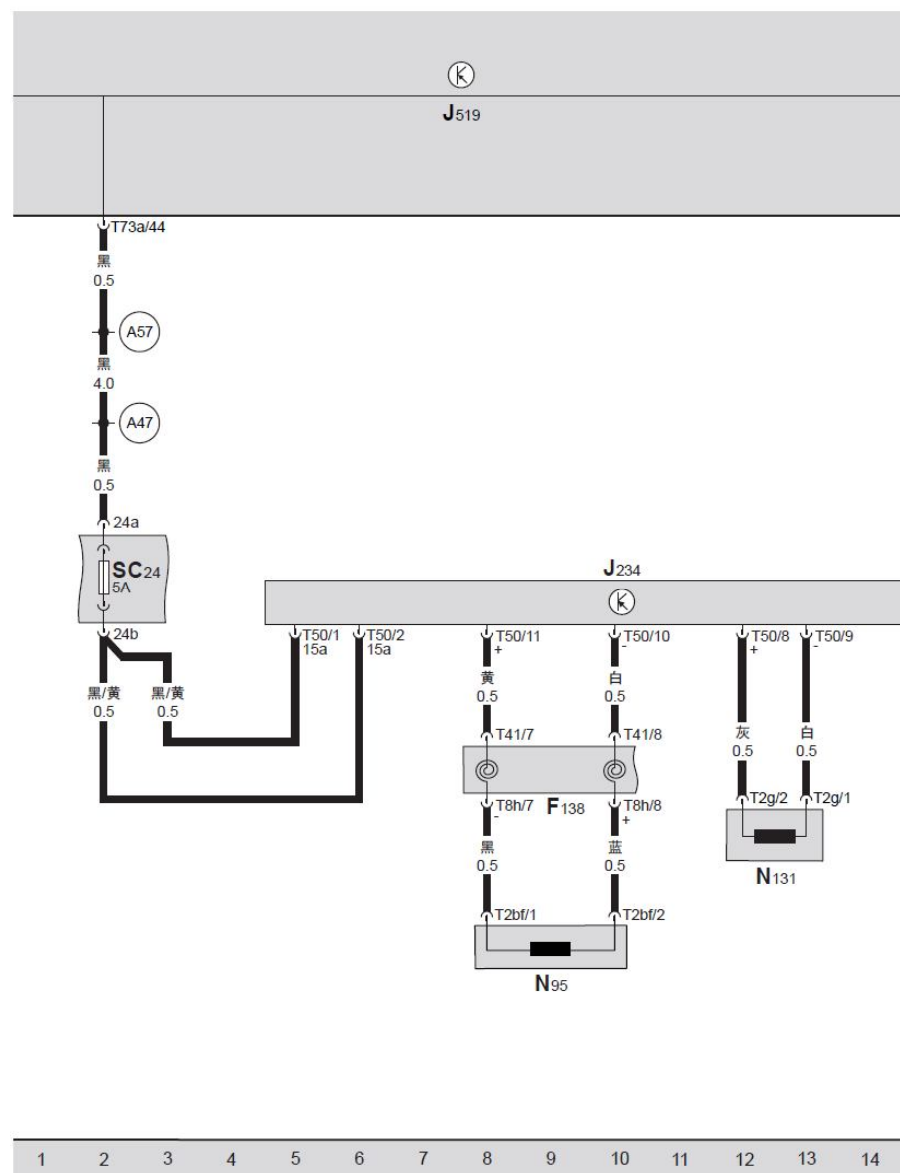 J519
T73a/44
黑
0.5
A57
黑
4.0
A47
黑
0.5
24a
SC24
5A
24b
黑/黄 黑/黄
0.5 0.5
J234
T50/1 T50/2 T50/11 T50/10 T50/8 T50/9
15a 15a + - + -
黄 白
0.5 0.5
灰 白
0.5 0.5
T41/7 T41/8
F138
T8h/7 T8h/8
- +
T2g/2 T2g/1
N131
黑 蓝
0.5 0.5
T2bf/1 T2bf/2
N95
1 2 3 4 5 6 7 8 9 10 11 12 13 14